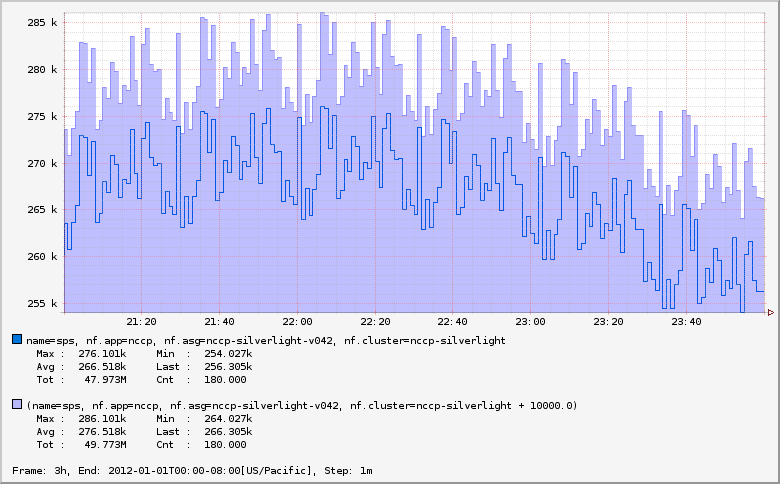 285 k
280 k
275 k
270 k
265 k
260 k
255 k
21:20 21:40 22:00 22:20 22:40 23:00 23:20 23:40
name=sps, nf.app=nccp, nf.asg=nccp-silverlight-v042, nf.cluster=nccp-silverlight
Max : 276.101k Min : 254.027k
Avg : 266.518k Last : 256.305k
Tot : 47.973M Cnt : 180.000
(name=sps, nf.app=nccp, nf.asg=nccp-silverlight-v042, nf.cluster=nccp-silverlight + 10000.0)
Max : 286.101k Min : 264.027k
Avg : 276.518k Last : 266.305k
Tot : 49.773M Cnt : 180.000
Frame: 3h, End: 2012-01-01T00:00-08:00[US/Pacific], Step: 1m